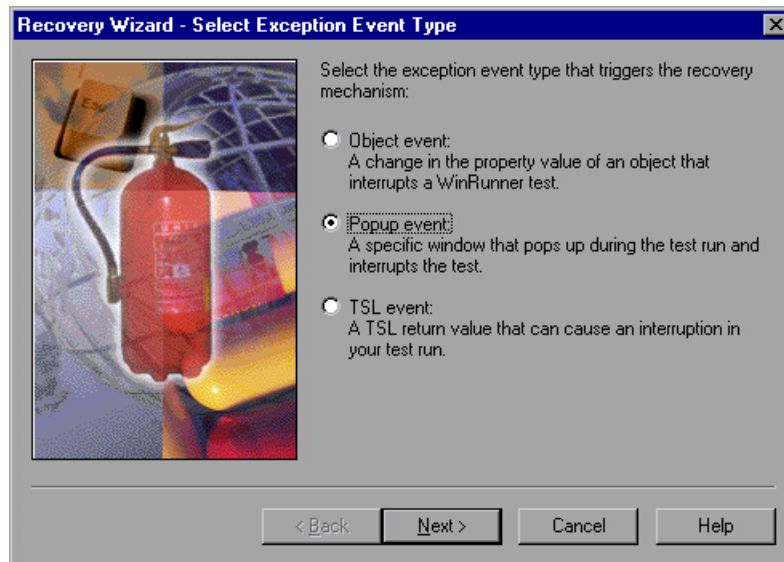 Recovery Wizard - Select Exception Event Type
Select the exception event type that triggers the recovery
mechanism:
Object event:
A change in the property value of an object that
interrupts a WinRunner test.
Popup event:
A specific window that pops up during the test run and
interrupts the test.
TSL event:
A TSL return value that can cause an interruption in
your test run.
Esc
< Back
Next >
Cancel
Help